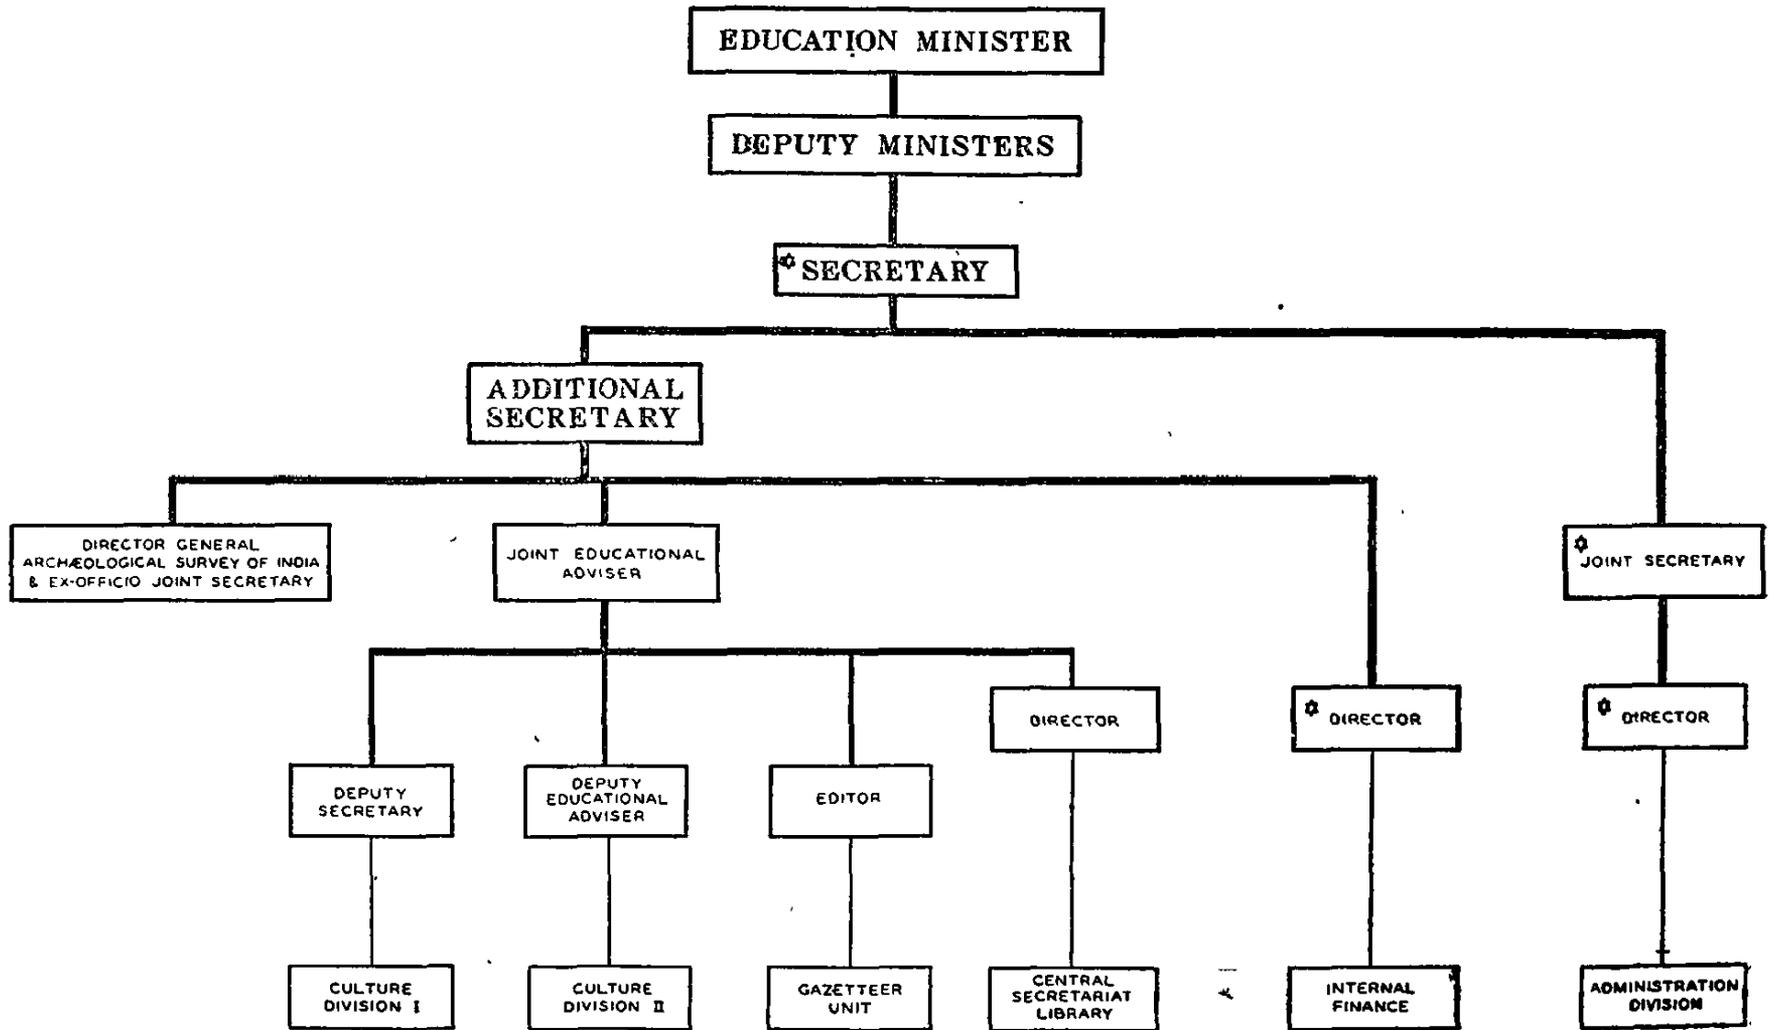 EDUCATION MINISTER
DEPUTY MINISTERS
✡ SECRETARY
ADDITIONAL
SECRETARY
DIRECTOR GENERAL
ARCHÆOLOGICAL SURVEY OF INDIA
& EX-OFFICIO JOINT SECRETARY
JOINT EDUCATIONAL
ADVISER
✡ JOINT SECRETARY
DIRECTOR
✡ DIRECTOR
✡ DIRECTOR
DEPUTY
SECRETARY
DEPUTY
EDUCATIONAL
ADVISER
EDITOR
CULTURE
DIVISION I
CULTURE
DIVISION II
GAZETTEER
UNIT
CENTRAL
SECRETARIAT
LIBRARY
INTERNAL
FINANCE
ADMINISTRATION
DIVISION